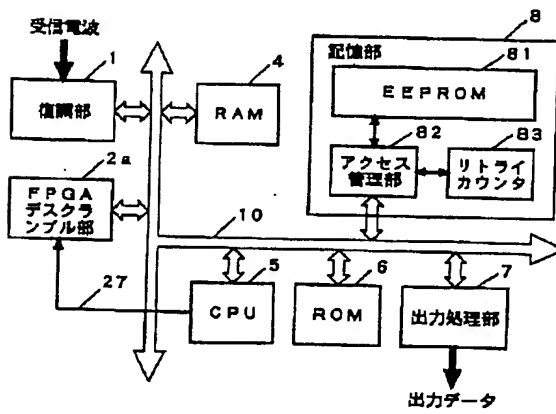 受信電波
1
復調部
4
RAM
2a
FPGA
デスクラ
ンブル部
27
10
5
CPU
6
ROM
7
出力処理部
出力データ
8
記憶部
81
EEPROM
82
アクセス
管理部
83
リトライ
カウンタ